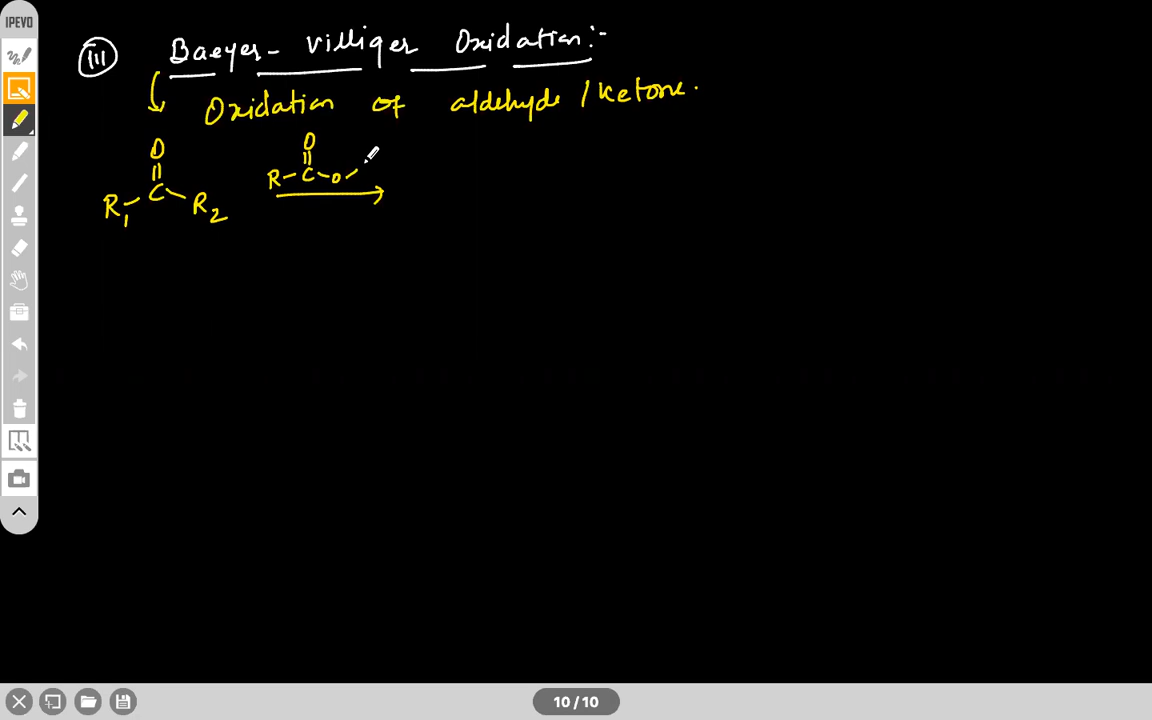 IPEVO
III Baeyer- Villiger Oxidation:-
Oxidation of aldehyde / Ketone.
O O
|| ||
R-C-O-
R1-C-R2
10 / 10